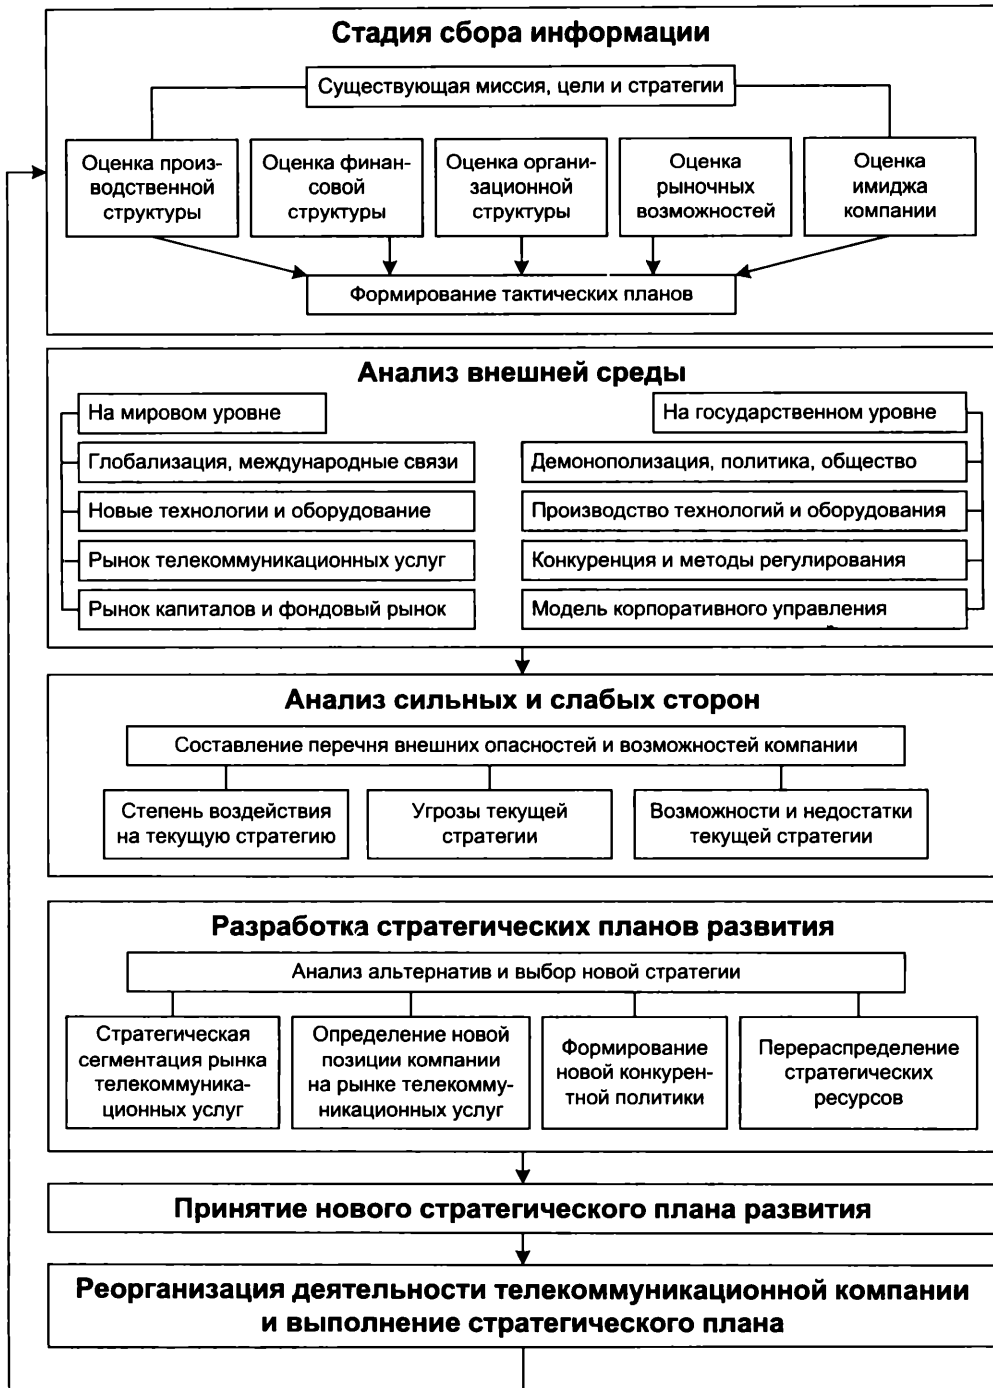 Стадия сбора информации
Существующая миссия, цели и стратегии
Оценка произ-
водственной
структуры
Оценка финан-
совой
структуры
Оценка органи-
зационной
структуры
Оценка
рыночных
возможностей
Оценка
имиджа
компании
Формирование тактических планов
Анализ внешней среды
На мировом уровне
Глобализация, международные связи
Новые технологии и оборудование
Рынок телекоммуникационных услуг
Рынок капиталов и фондовый рынок
На государственном уровне
Демонополизация, политика, общество
Производство технологий и оборудования
Конкуренция и методы регулирования
Модель корпоративного управления
Анализ сильных и слабых сторон
Составление перечня внешних опасностей и возможностей компании
Степень воздействия
на текущую стратегию
Угрозы текущей
стратегии
Возможности и недостатки
текущей стратегии
Разработка стратегических планов развития
Анализ альтернатив и выбор новой стратегии
Стратегическая
сегментация рынка
телекоммуника-
ционных услуг
Определение новой
позиции компании
на рынке телекомму-
никационных услуг
Формирование
новой конкурен-
тной политики
Перераспределение
стратегических
ресурсов
Принятие нового стратегического плана развития
Реорганизация деятельности телекоммуникационной компании
и выполнение стратегического плана